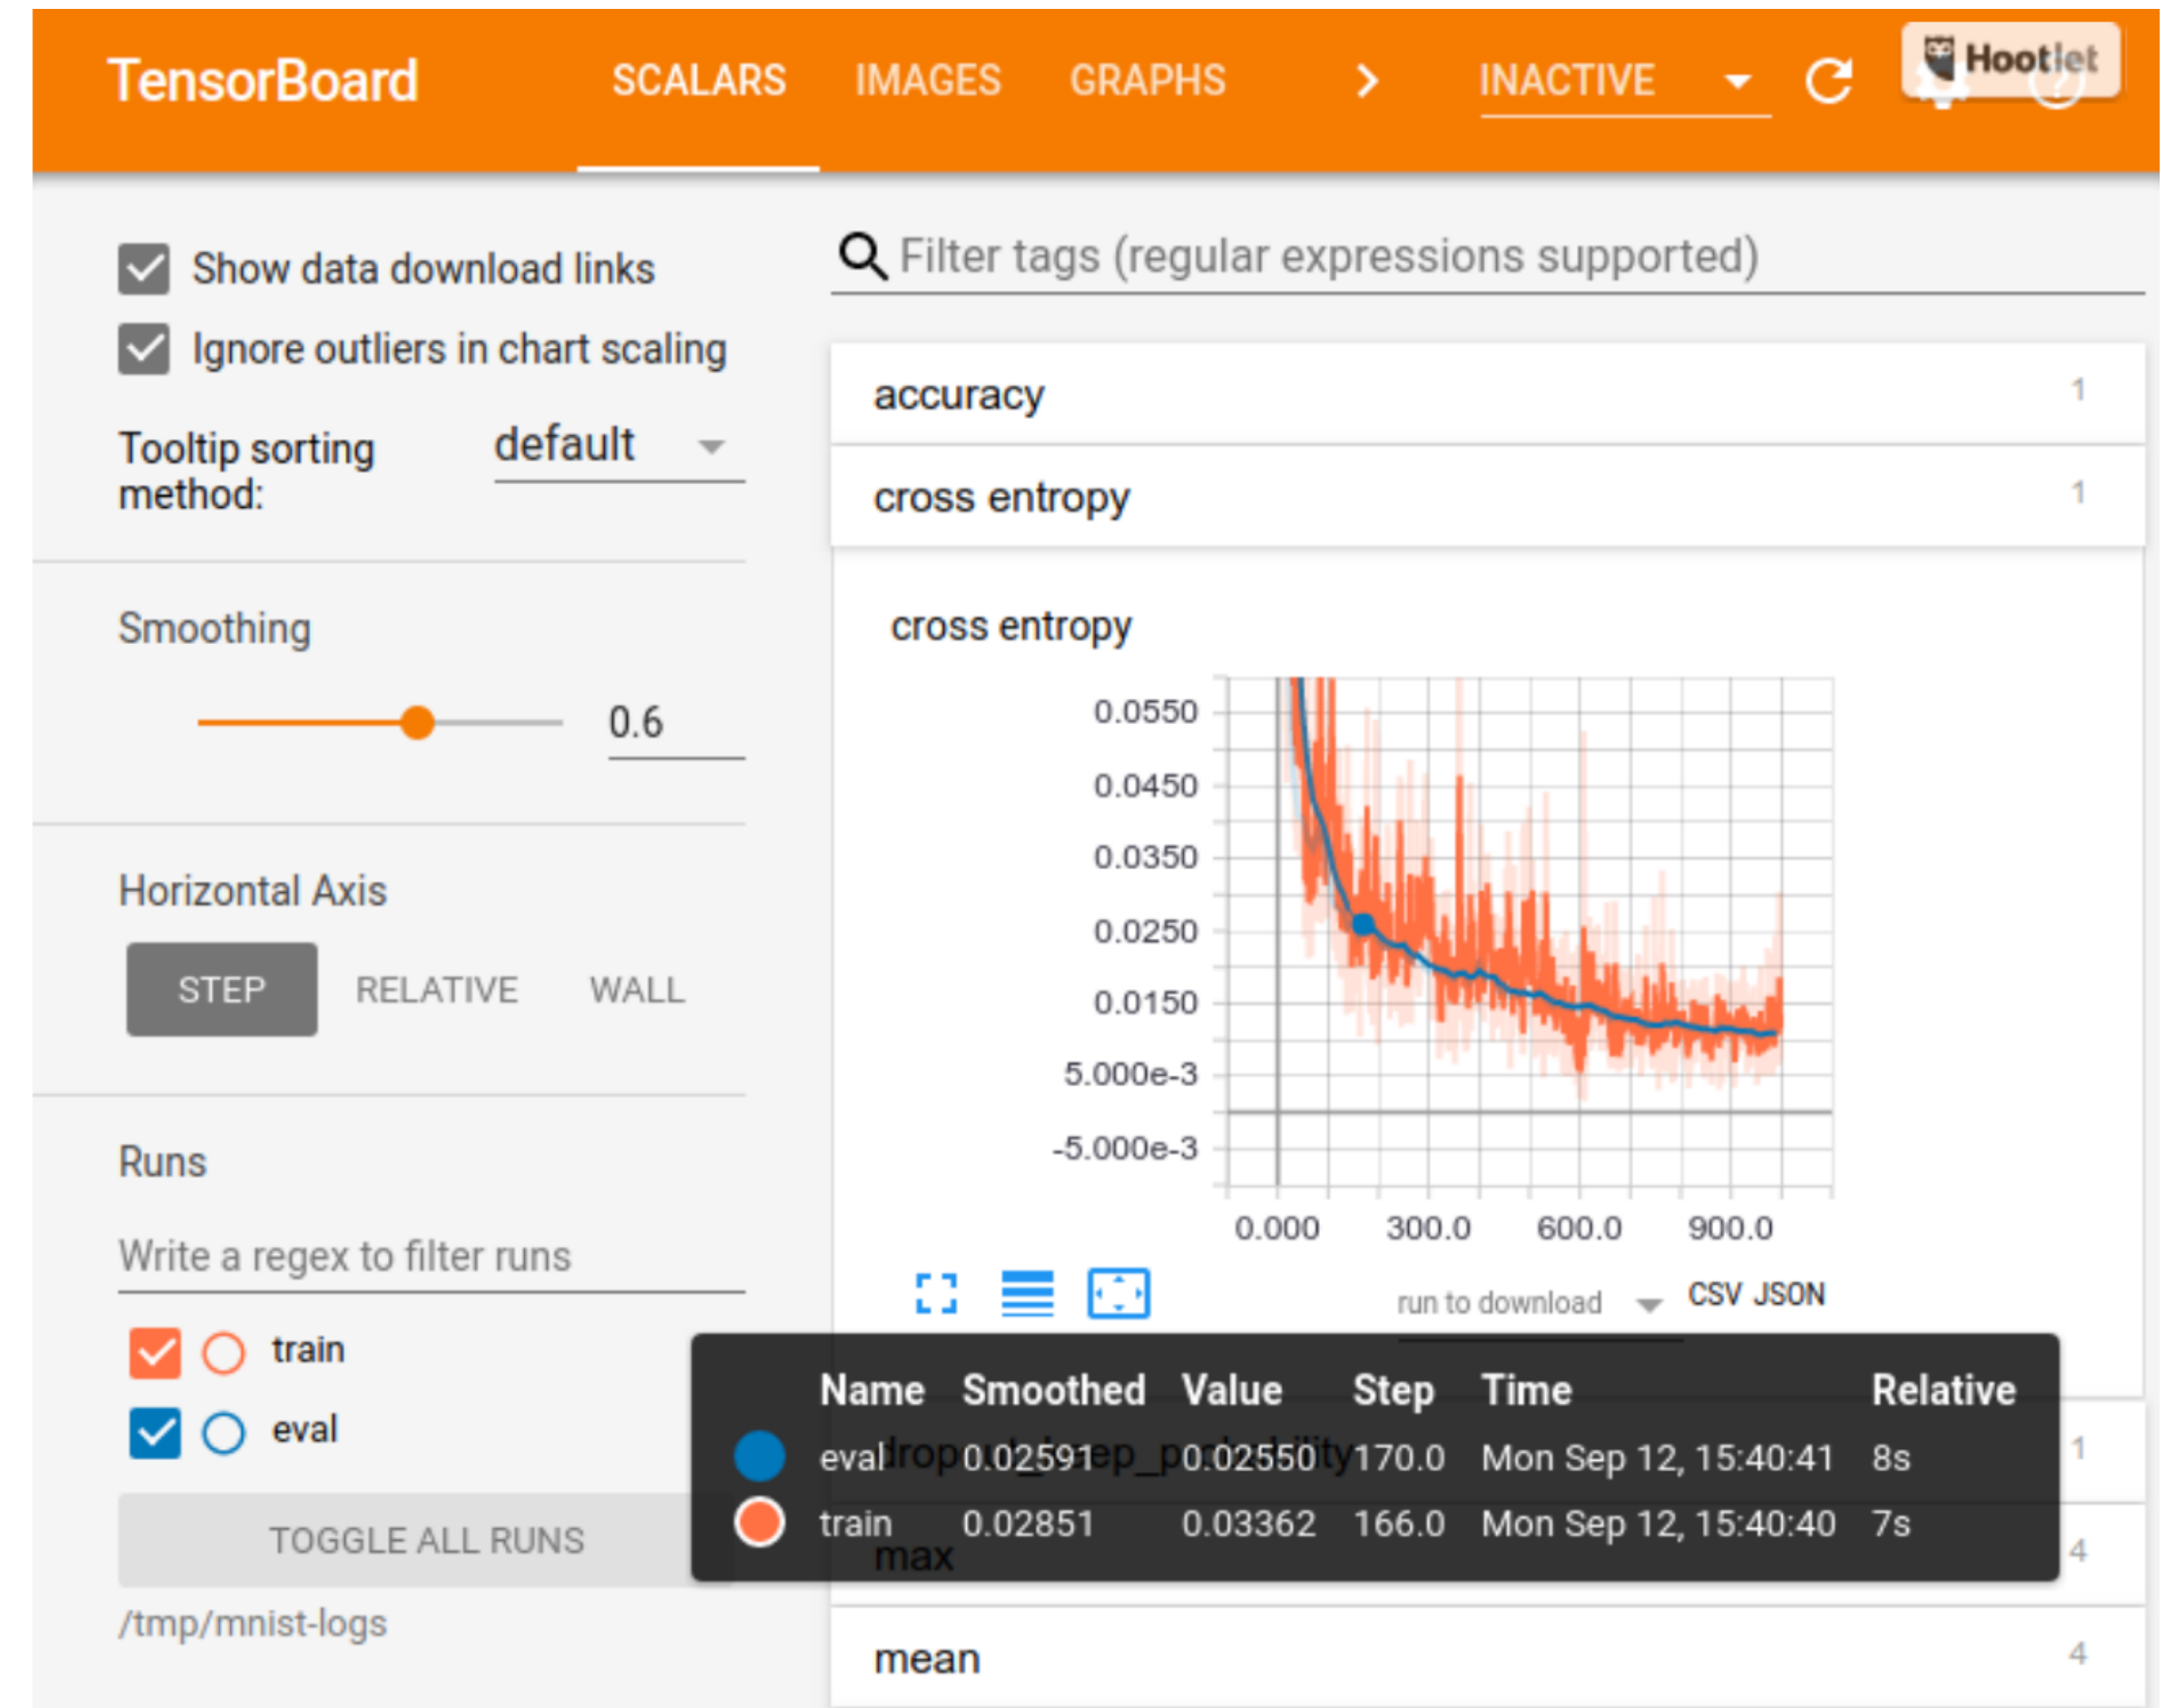 TensorBoard SCALARS IMAGES GRAPHS INACTIVE Hootlet
Show data download links
Ignore outliers in chart scaling
Tooltip sorting method: default
Smoothing
0.6
Horizontal Axis
STEP RELATIVE WALL
Runs
Write a regex to filter runs
train
eval
TOGGLE ALL RUNS
/tmp/mnist-logs
Filter tags (regular expressions supported)
accuracy 1
cross entropy 1
cross entropy
0.0550
0.0450
0.0350
0.0250
0.0150
5.000e-3
-5.000e-3
0.000 300.0 600.0 900.0
run to download CSV JSON
Name Smoothed Value Step Time Relative
eval 0.02591 0.02550 170.0 Mon Sep 12, 15:40:41 8s
train 0.02851 0.03362 166.0 Mon Sep 12, 15:40:40 7s
dropout_keep_probability 1
max 4
mean 4